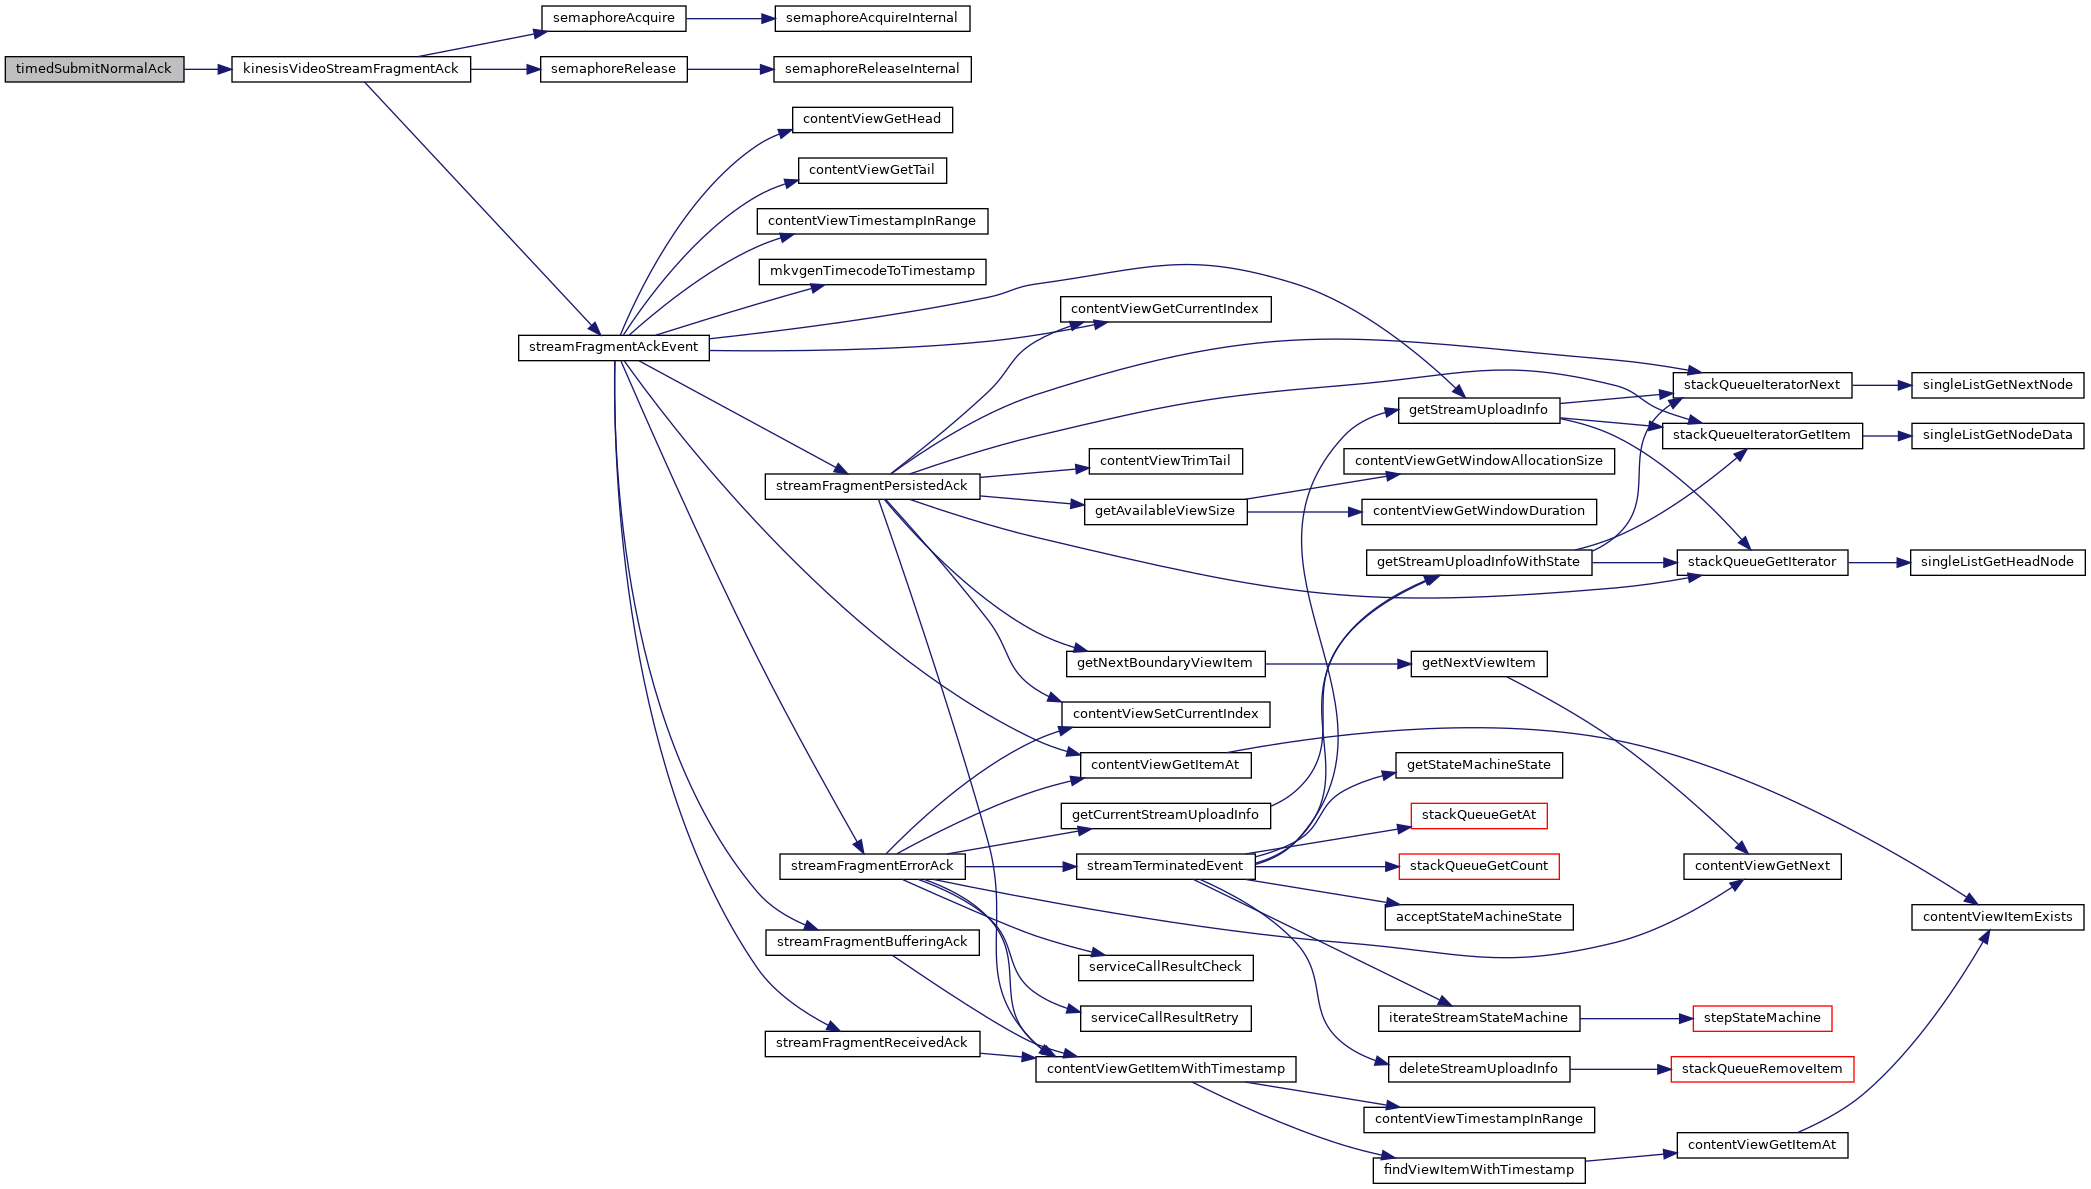 semaphoreAcquire
semaphoreAcquireInternal
timedSubmitNormalAck
kinesisVideoStreamFragmentAck
semaphoreRelease
semaphoreReleaseInternal
contentViewGetHead
contentViewGetTail
contentViewTimestampInRange
mkvgenTimecodeToTimestamp
contentViewGetCurrentIndex
streamFragmentAckEvent
stackQueueIteratorNext
singleListGetNextNode
getStreamUploadInfo
stackQueueIteratorGetItem
singleListGetNodeData
contentViewTrimTail
contentViewGetWindowAllocationSize
streamFragmentPersistedAck
getAvailableViewSize
contentViewGetWindowDuration
getStreamUploadInfoWithState
stackQueueGetIterator
singleListGetHeadNode
getNextBoundaryViewItem
getNextViewItem
contentViewSetCurrentIndex
contentViewGetItemAt
getStateMachineState
getCurrentStreamUploadInfo
stackQueueGetAt
streamFragmentErrorAck
streamTerminatedEvent
stackQueueGetCount
contentViewGetNext
acceptStateMachineState
contentViewItemExists
streamFragmentBufferingAck
serviceCallResultCheck
serviceCallResultRetry
iterateStreamStateMachine
stepStateMachine
streamFragmentReceivedAck
contentViewGetItemWithTimestamp
deleteStreamUploadInfo
stackQueueRemoveItem
contentViewTimestampInRange
contentViewGetItemAt
findViewItemWithTimestamp